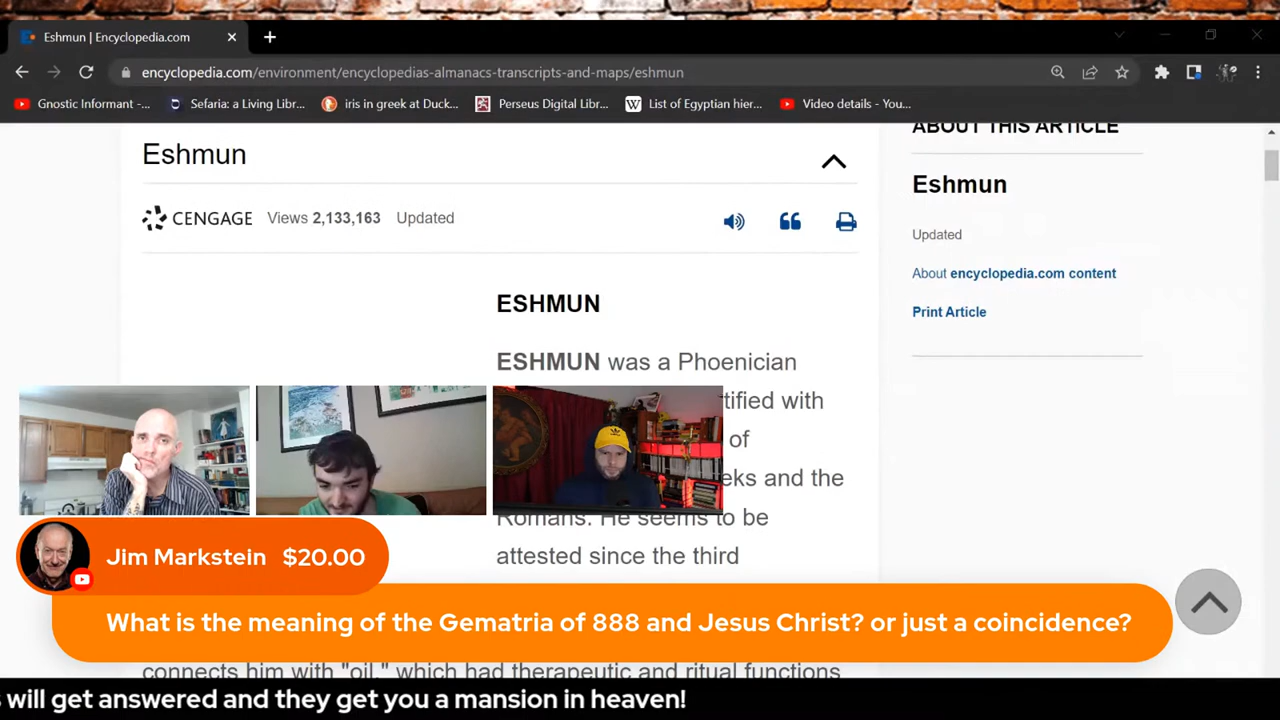 Eshmun | Encyclopedia.com
encyclopedia.com/environment/encyclopedias-almanacs-transcripts-and-maps/eshmun
Gnostic Informant -... Sefaria: a Living Libr... iris in greek at Duck... Perseus Digital Libr... List of Egyptian hier... Video details - You...
Eshmun
CENGAGE Views 2,133,163 Updated
ESHMUN
ESHMUN was a Phoenician
with
of
and the
Romans. He seems to be
attested since the third
connects him with "oil," which had therapeutic and ritual functions
ABOUT THIS ARTICLE
Eshmun
Updated
About encyclopedia.com content
Print Article
Jim Markstein $20.00
What is the meaning of the Gematria of 888 and Jesus Christ? or just a coincidence?
will get answered and they get you a mansion in heaven!